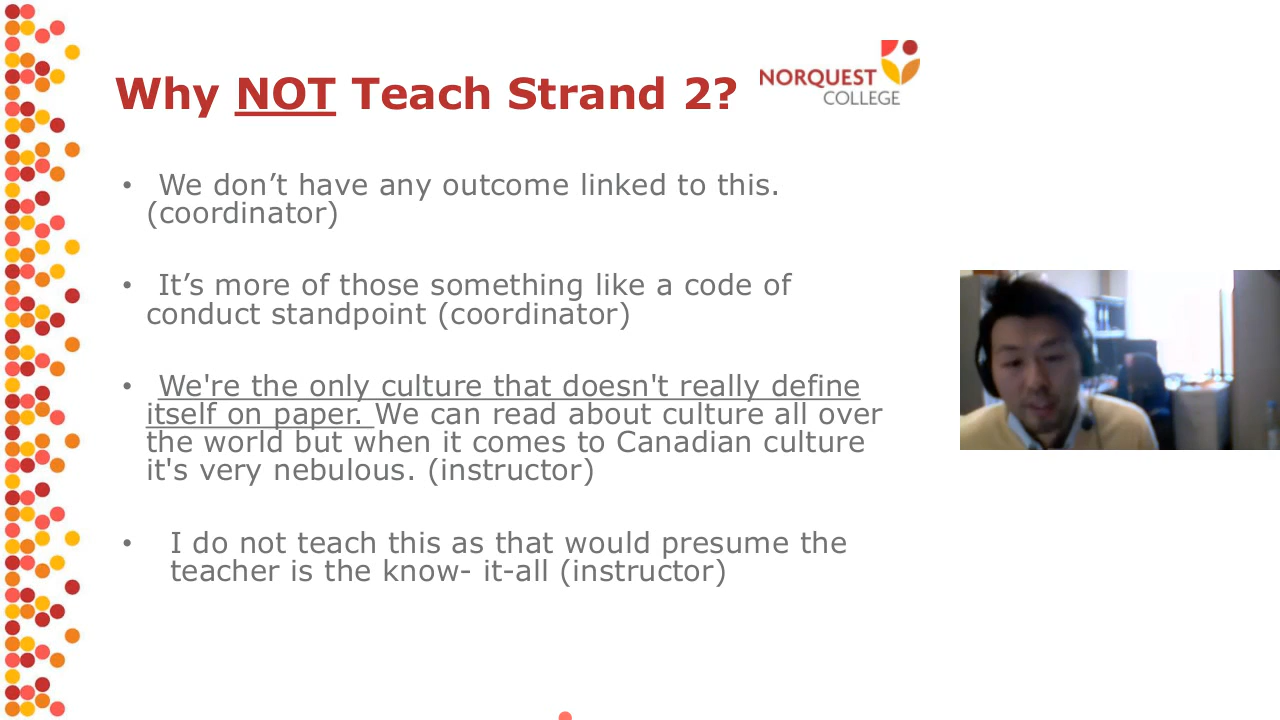 Why NOT Teach Strand 2?
NORQUEST
COLLEGE
• We don’t have any outcome linked to this.
(coordinator)
• It’s more of those something like a code of
conduct standpoint (coordinator)
• We're the only culture that doesn't really define
itself on paper. We can read about culture all over
the world but when it comes to Canadian culture
it's very nebulous. (instructor)
• I do not teach this as that would presume the
teacher is the know- it-all (instructor)